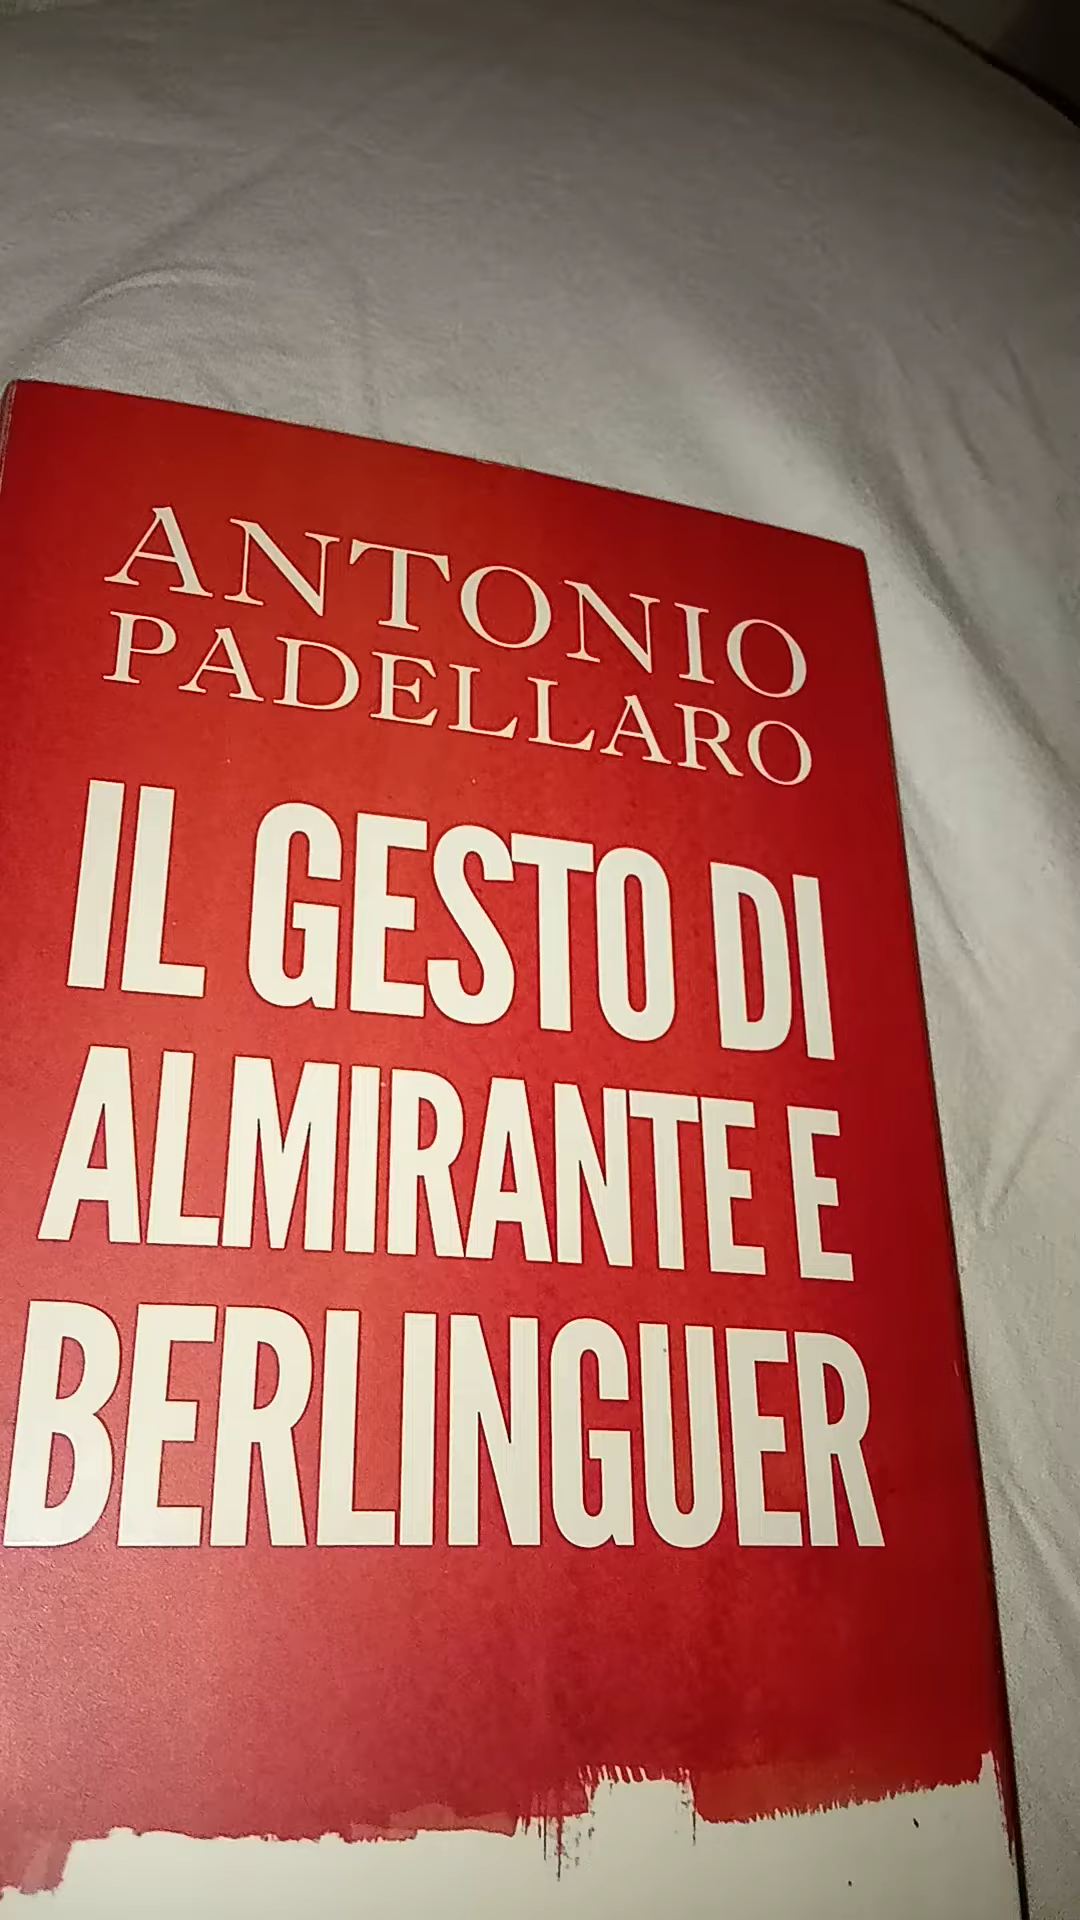 ANTONIO
PADELLARO
IL GESTO DI
ALMIRANTE E
BERLINGUER